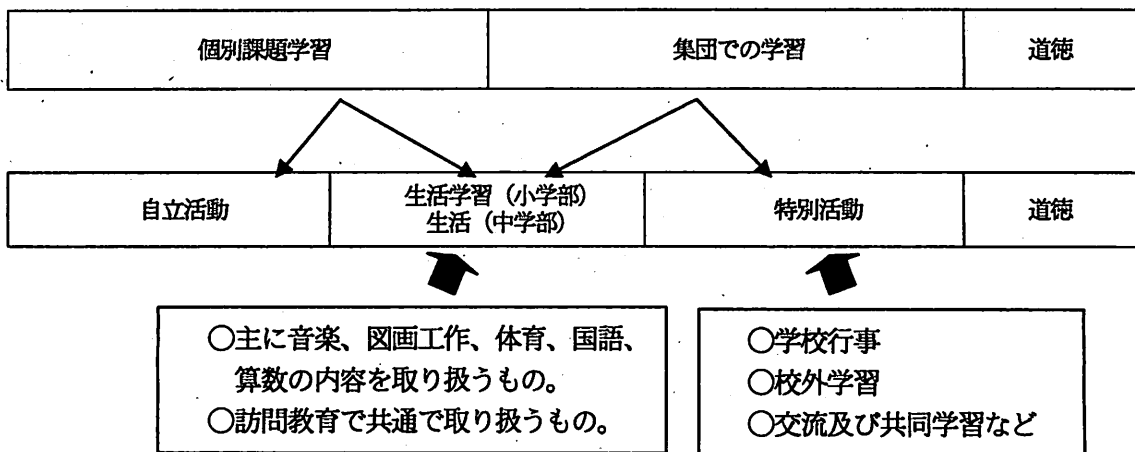 個別課題学習
集団での学習
道徳
自立活動
生活学習（小学部）
生活（中学部）
特別活動
道徳
○主に音楽、図画工作、体育、国語、
算数の内容を取り扱うもの。
○訪問教育で共通で取り扱うもの。
○学校行事
○校外学習
○交流及び共同学習など